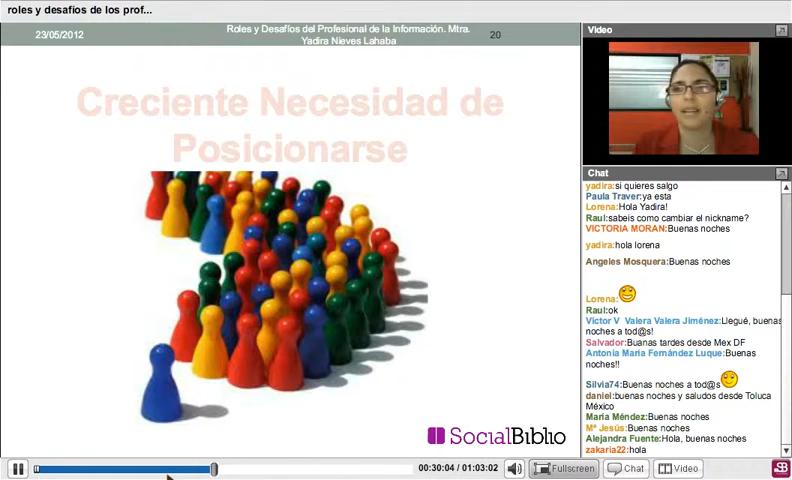 roles y desafíos de los prof...
23/05/2012
Roles y Desafíos del Profesional de la Información. Mtra.
Yadira Nieves Lahaba
20
Creciente Necesidad de
Posicionarse
SocialBiblio
Video
Chat
yadira:si quieres salgo
Paula Traver:ya esta
Lorena:Hola Yadira!
Raul:sabeis como cambiar el nickname?
VICTORIA MORAN:Buenas noches
yadira:hola lorena
Angeles Mosquera:Buenas noches
Lorena:
Raul:ok
Victor V Valera Valera Jiménez:Llegué, buenas
noches a tod@s!
Salvador:Buanas tardes desde Mex DF
Antonia María Fernández Luque:Buenas
noches!!
Silvia74:Buenas noches a tod@s
daniel:buenas noches y saludos desde Toluca
México
María Méndez:Buenas noches
Mª Jesús:Buenas noches
Alejandra Fuente:Hola, buenas noches
zakaria22:hola
00:30:04 / 01:03:02
Fullscreen
Chat
Video
SB